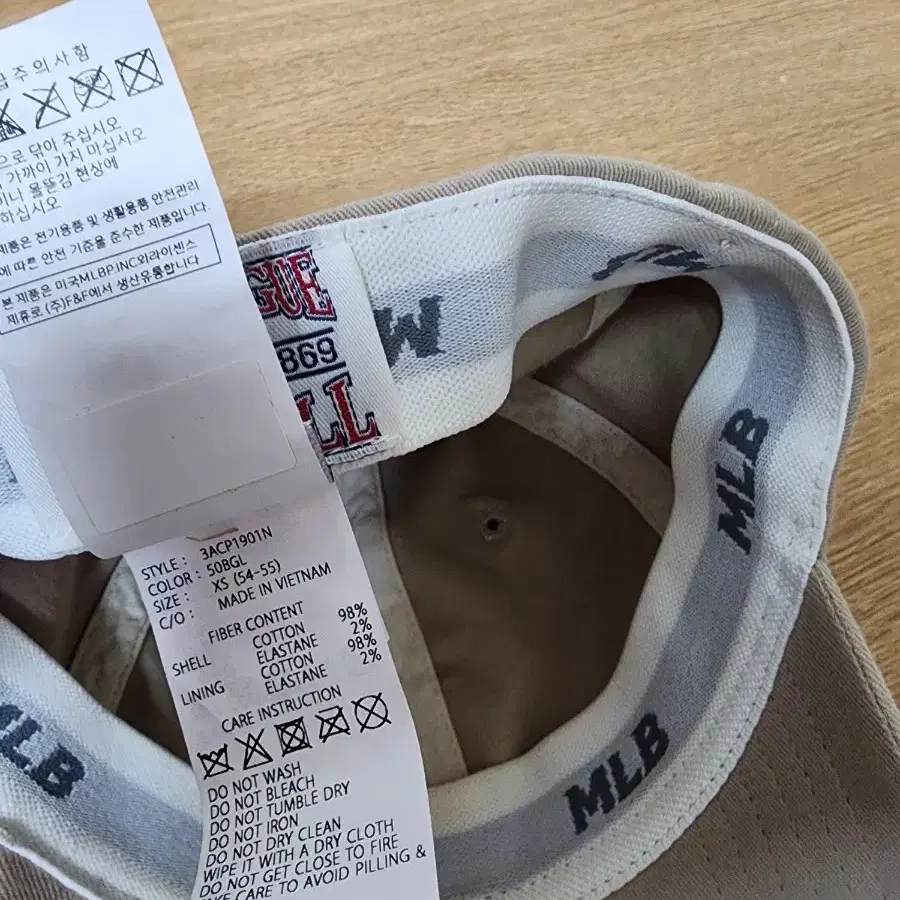 급주의사항
으로 닦아 주십시오
가까이 가지 마십시오
이나 올뜯김 현상에
하십시오
제품은 전기용품 및 생활용품 안전관리
에 따른 안전 기준을 준수한 제품입니다.
본 제품은 미국MLBP,INC와라이센스
제휴로 (주)F&F에서 생산유통합니다
GUE
869
LL
M
MLB
MLB
MLB
STYLE : 3ACP1901N
COLOR : 50BGL
SIZE : XS (54-55)
C/O : MADE IN VIETNAM
FIBER CONTENT
SHELL COTTON 98%
ELASTANE 2%
LINING COTTON 98%
ELASTANE 2%
CARE INSTRUCTION
DO NOT WASH
DO NOT BLEACH
DO NOT TUMBLE DRY
DO NOT IRON
DO NOT DRY CLEAN
WIPE IT WITH A DRY CLOTH
DO NOT GET CLOSE TO FIRE
TAKE CARE TO AVOID PILLING &